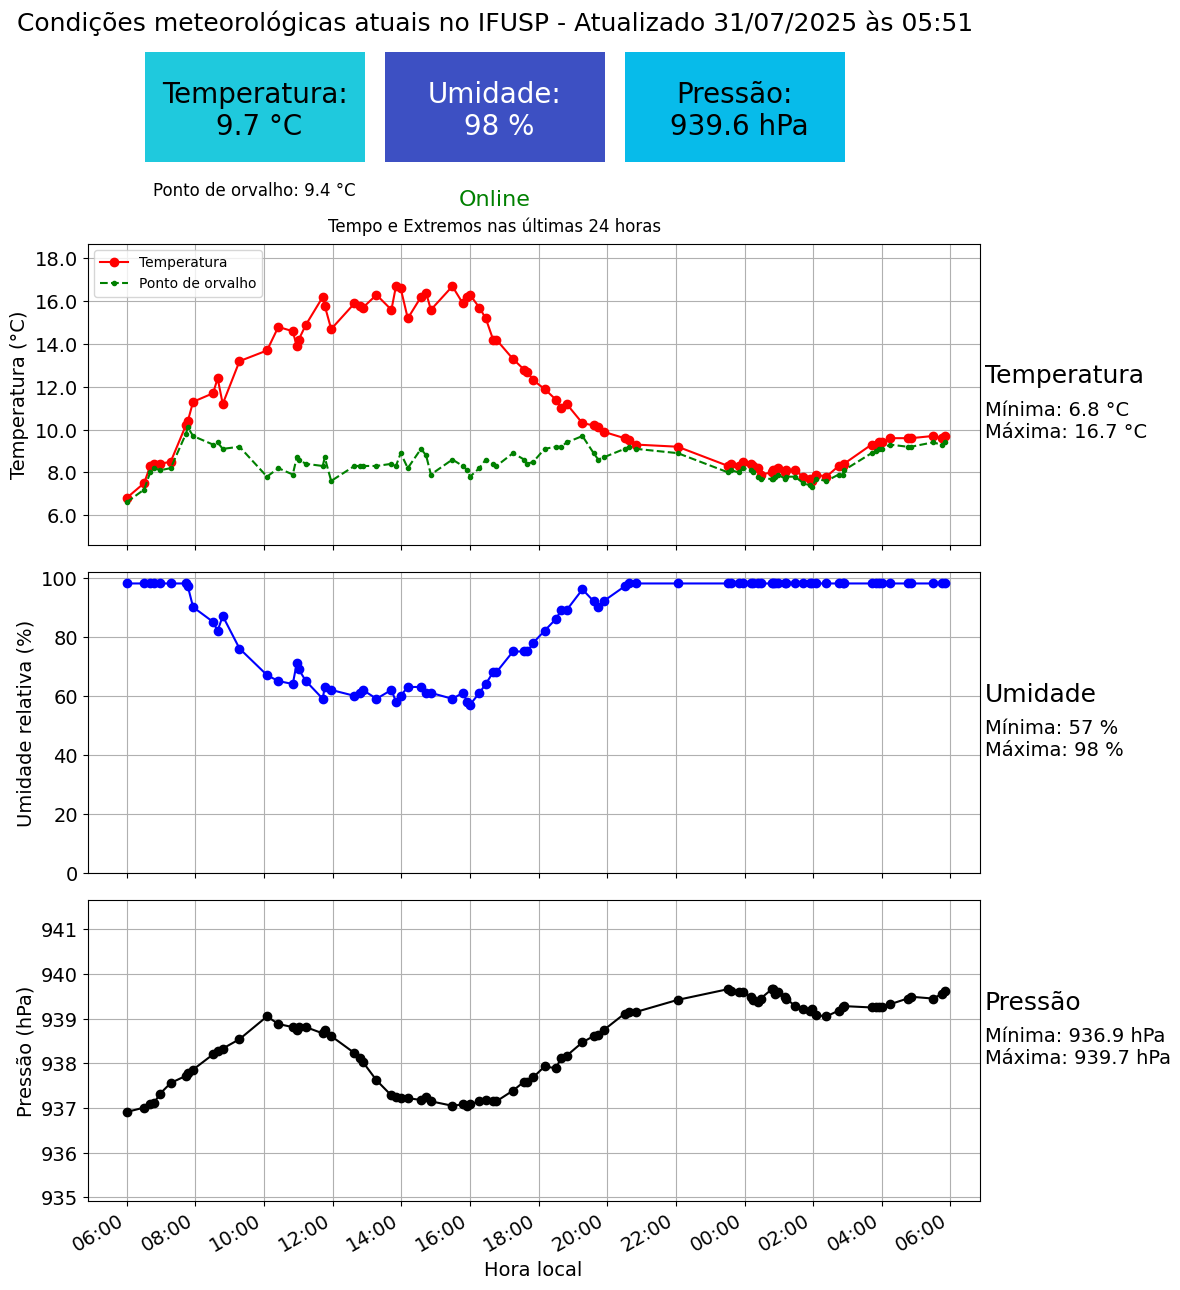 Condições meteorológicas atuais no IFUSP - Atualizado 31/07/2025 às 05:51
Temperatura:
9.7 °C
Umidade:
98 %
Pressão:
939.6 hPa
Ponto de orvalho: 9.4 °C
Online
Tempo e Extremos nas últimas 24 horas
Temperatura
Ponto de orvalho
Temperatura (°C)
18.0
16.0
14.0
12.0
10.0
8.0
6.0
Temperatura
Mínima: 6.8 °C
Máxima: 16.7 °C
Umidade relativa (%)
100
80
60
40
20
0
Umidade
Mínima: 57 %
Máxima: 98 %
Pressão (hPa)
941
940
939
938
937
936
935
Pressão
Mínima: 936.9 hPa
Máxima: 939.7 hPa
06:00 08:00 10:00 12:00 14:00 16:00 18:00 20:00 22:00 00:00 02:00 04:00 06:00
Hora local